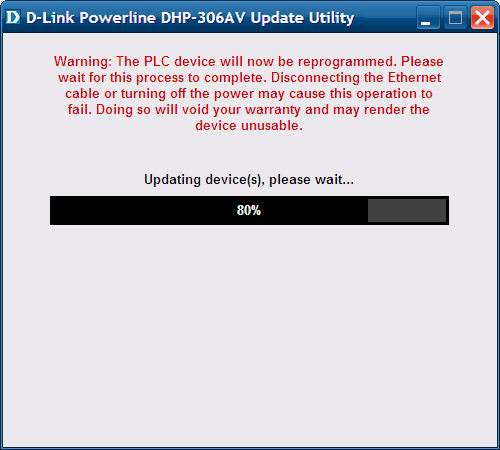 D-Link Powerline DHP-306AV Update Utility
Warning: The PLC device will now be reprogrammed. Please
wait for this process to complete. Disconnecting the Ethernet
cable or turning off the power may cause this operation to
fail. Doing so will void your warranty and may render the
device unusable.
Updating device(s), please wait...
80%